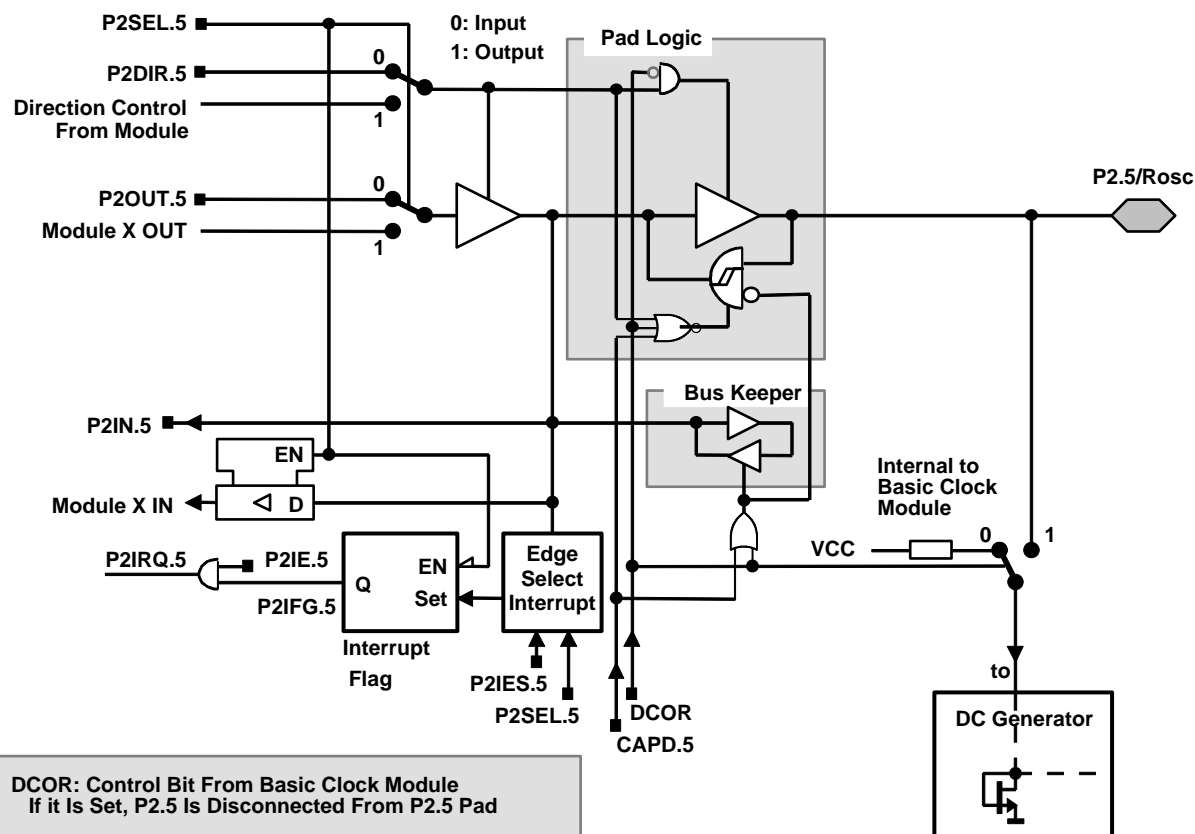 P2SEL.5
0: Input
1: Output
Pad Logic
0
P2DIR.5
Direction Control
From Module
1
P2OUT.5
0
Module X OUT
1
P2.5/Rosc
Bus Keeper
P2IN.5
EN
Module X IN
D
Internal to
Basic Clock
Module
0
1
VCC
P2IRQ.5
P2IE.5
EN
Q
Set
P2IFG.5
Edge
Select
Interrupt
Interrupt
Flag
P2IES.5
P2SEL.5
DCOR
CAPD.5
to
DC Generator
DCOR: Control Bit From Basic Clock Module
If it Is Set, P2.5 Is Disconnected From P2.5 Pad